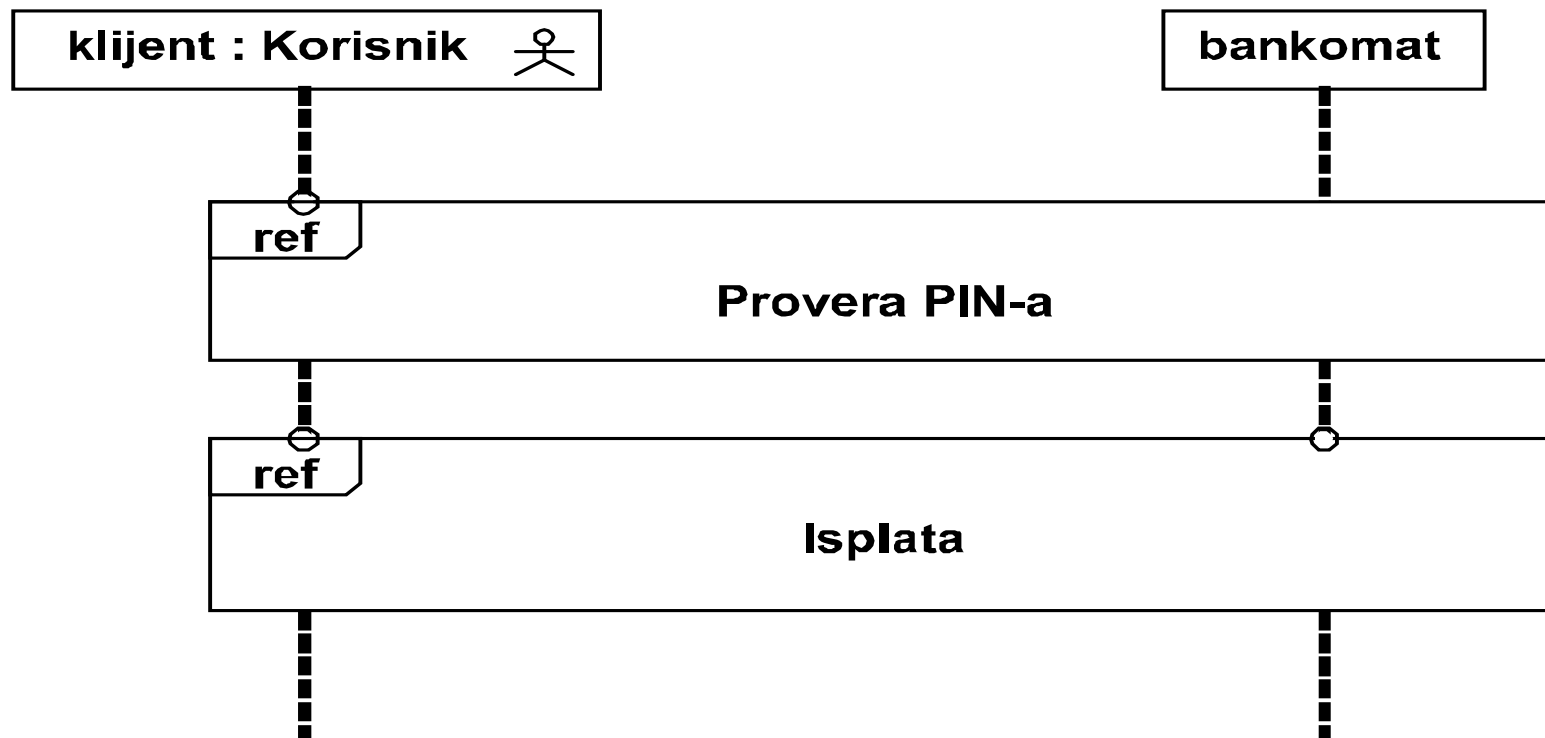 klijent : Korisnik
bankomat
ref
Provera PIN-a
ref
Isplata